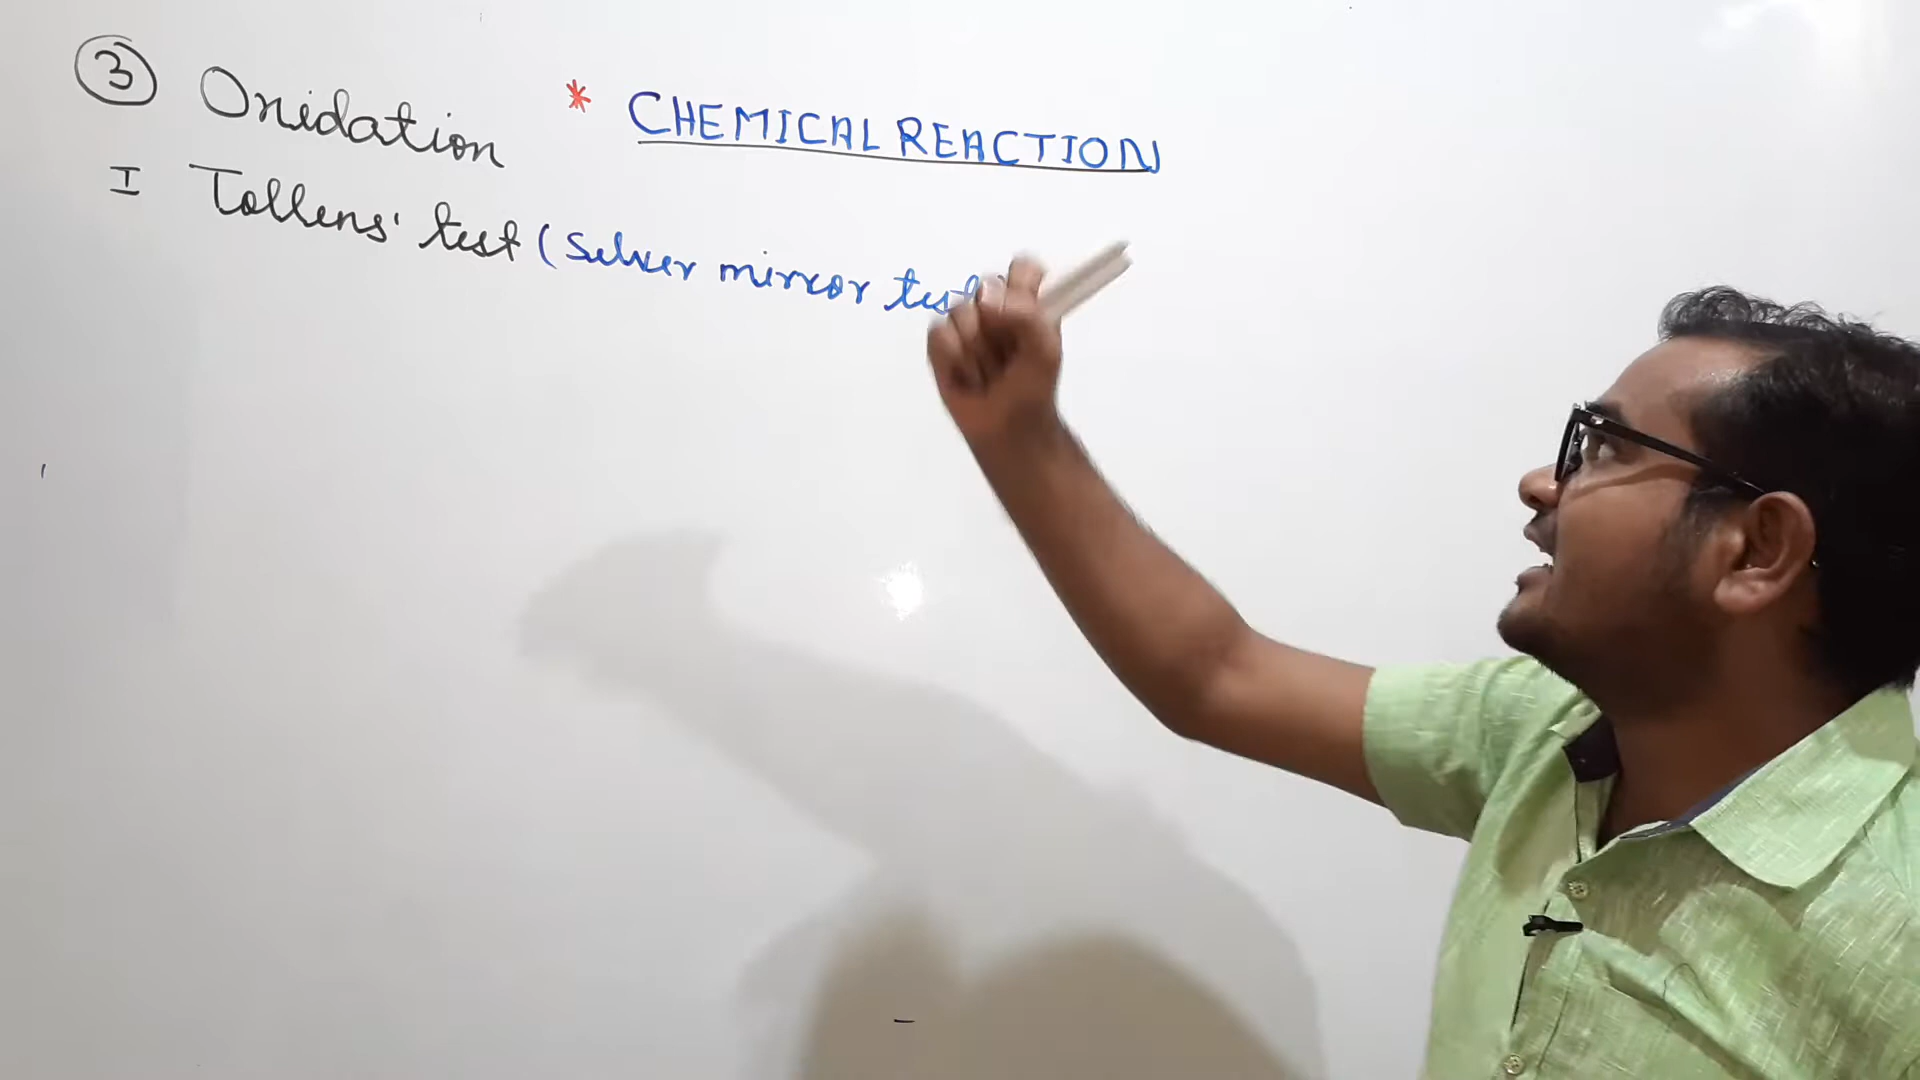 * CHEMICAL REACTION
③ Oxidation
I Tollens' test (Silver mirror test)